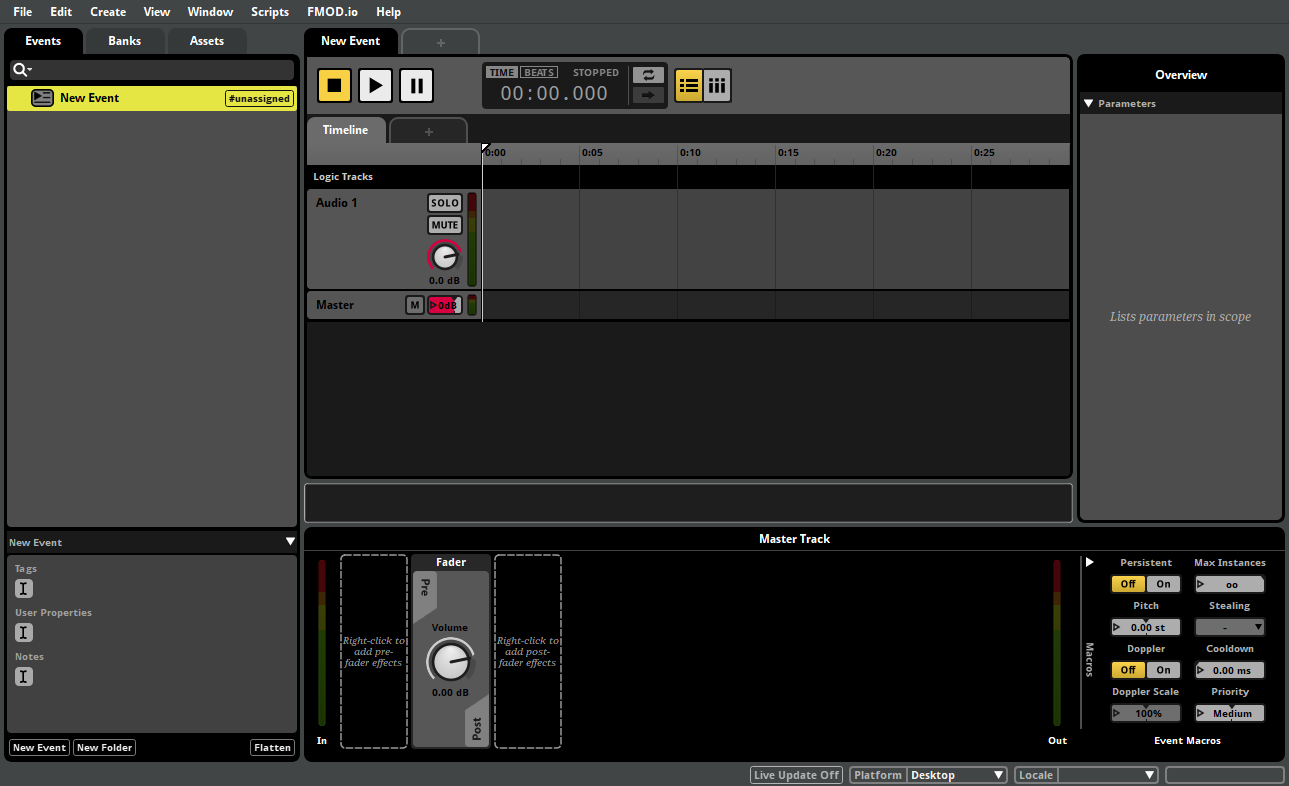 File Edit Create View Window Scripts FMOD.io Help
Events Banks Assets
New Event +
New Event #unassigned
TIME BEATS STOPPED
00:00.000
Overview
Parameters
Lists parameters in scope
Timeline +
0:00 0:05 0:10 0:15 0:20 0:25
Logic Tracks
Audio 1
SOLO
MUTE
0.0 dB
Master M 0dB
New Event
Tags
User Properties
Notes
New Event New Folder Flatten
Master Track
In
Right-click to
add pre-
fader effects
Fader
Pre
Volume
0.00 dB
Post
Right-click to
add post-
fader effects
Out
Macros
Persistent Max Instances
Off On oo
Pitch Stealing
0.00 st -
Doppler Cooldown
Off On 0.00 ms
Doppler Scale Priority
100% Medium
Event Macros
Live Update Off Platform Desktop Locale